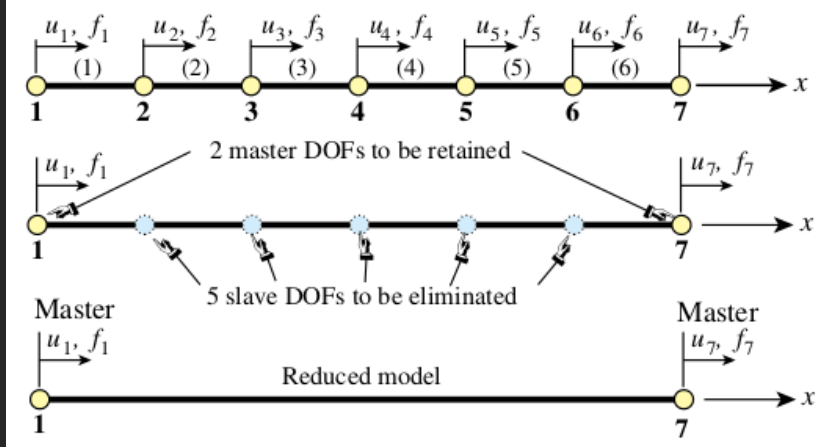 u1, f1 u2, f2 u3, f3 u4, f4 u5, f5 u6, f6 u7, f7
(1) (2) (3) (4) (5) (6)
x
1 2 3 4 5 6 7
2 master DOFs to be retained
u1, f1 u7, f7
x
1 7
5 slave DOFs to be eliminated
Master Master
u1, f1 u7, f7
Reduced model
x
1 7